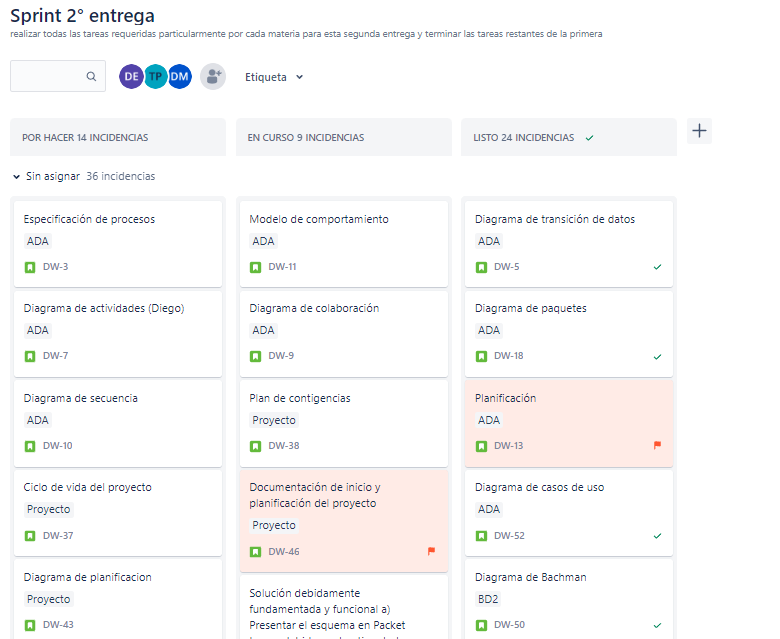 Sprint 2° entrega
realizar todas las tareas requeridas particularmente por cada materia para esta segunda entrega y terminar las tareas restantes de la primera
DE TP DM Etiqueta
POR HACER 14 INCIDENCIAS
EN CURSO 9 INCIDENCIAS
LISTO 24 INCIDENCIAS
Sin asignar 36 incidencias
Especificación de procesos
ADA
DW-3
Diagrama de actividades (Diego)
ADA
DW-7
Diagrama de secuencia
ADA
DW-10
Ciclo de vida del proyecto
Proyecto
DW-37
Diagrama de planificacion
Proyecto
DW-43
Modelo de comportamiento
ADA
DW-11
Diagrama de colaboración
ADA
DW-9
Plan de contigencias
Proyecto
DW-38
Documentación de inicio y
planificación del proyecto
Proyecto
DW-46
Solución debidamente
fundamentada y funcional a)
Presentar el esquema en Packet
Diagrama de transición de datos
ADA
DW-5
Diagrama de paquetes
ADA
DW-18
Planificación
ADA
DW-13
Diagrama de casos de uso
ADA
DW-52
Diagrama de Bachman
BD2
DW-50